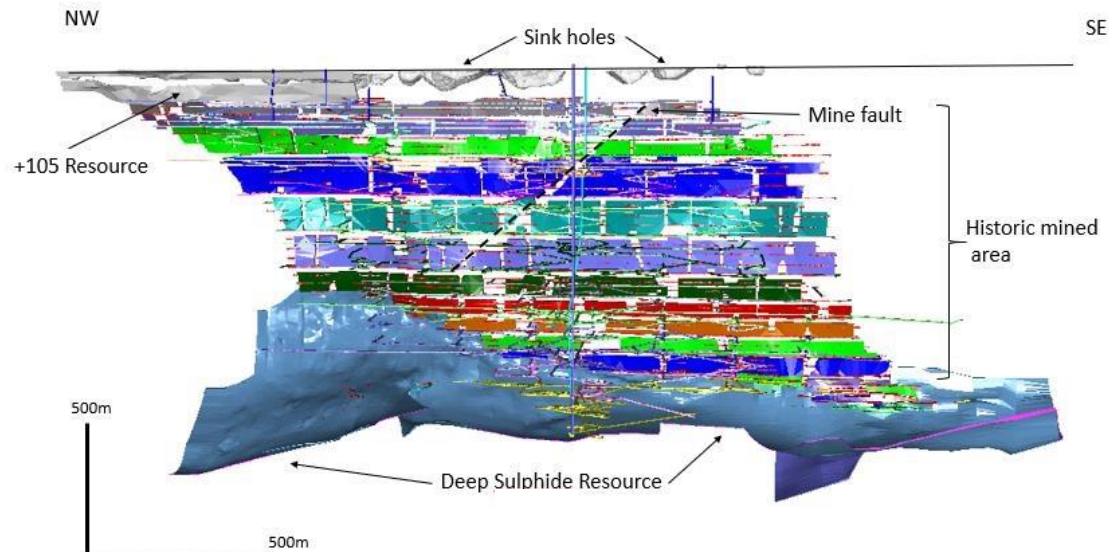 NW
SE
Sink holes
Mine fault
+105 Resource
Historic mined
area
500m
Deep Sulphide Resource
500m